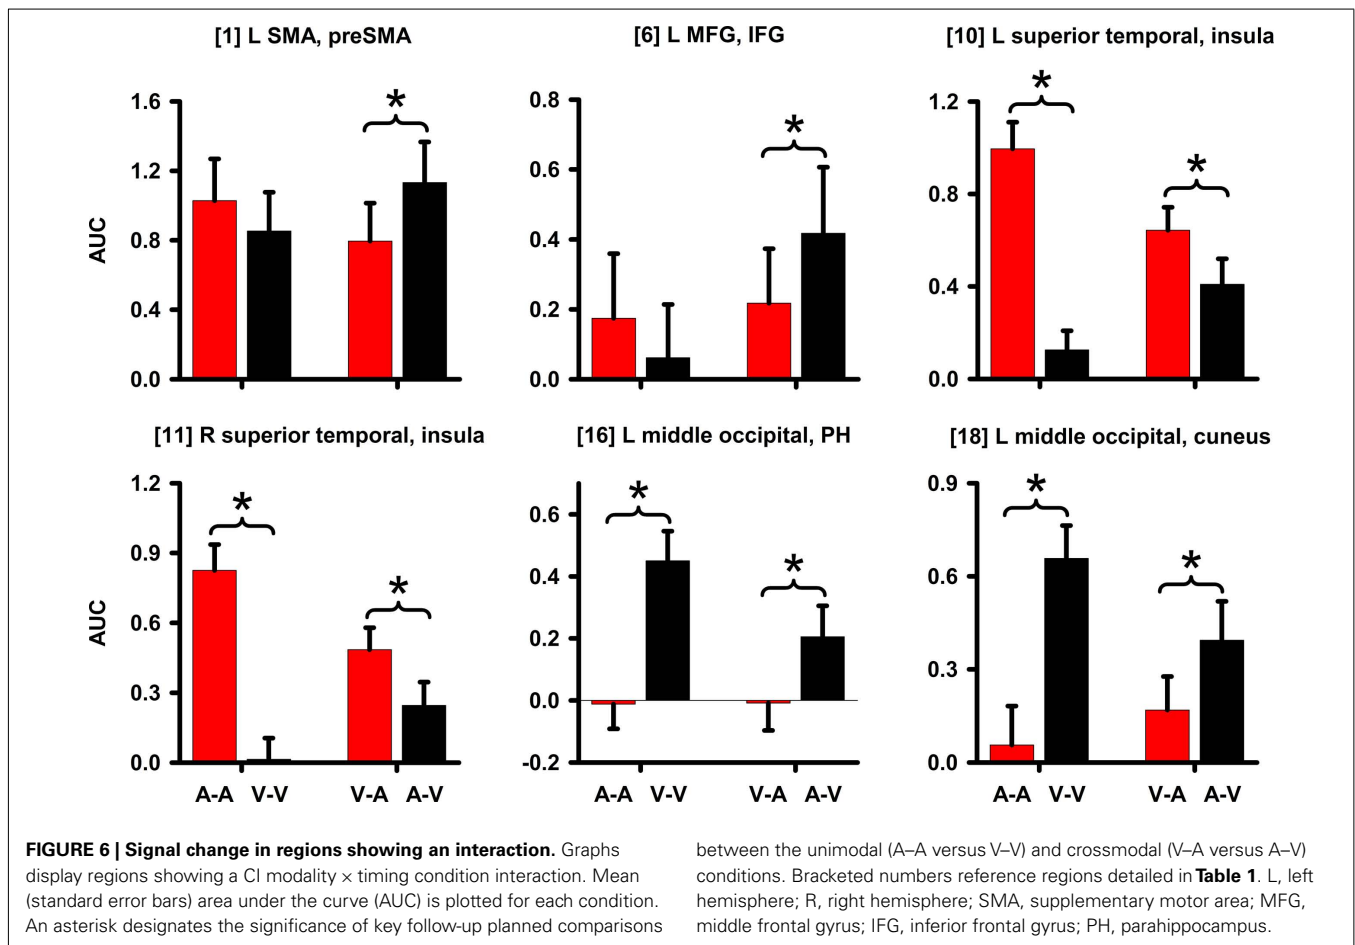 [1] L SMA, preSMA
*
1.6
1.2
0.8
0.4
0.0
AUC
[6] L MFG, IFG
*
0.8
0.6
0.4
0.2
0.0
[10] L superior temporal, insula
*
*
1.2
0.8
0.4
0.0
[11] R superior temporal, insula
*
*
1.2
0.9
0.6
0.3
0.0
AUC
A-A V-V V-A A-V
[16] L middle occipital, PH
*
*
0.6
0.4
0.2
0.0
-0.2
A-A V-V V-A A-V
[18] L middle occipital, cuneus
*
*
0.9
0.6
0.3
0.0
A-A V-V V-A A-V
FIGURE 6 | Signal change in regions showing an interaction. Graphs
display regions showing a CI modality × timing condition interaction. Mean
(standard error bars) area under the curve (AUC) is plotted for each condition.
An asterisk designates the significance of key follow-up planned comparisons
between the unimodal (A–A versus V–V) and crossmodal (V–A versus A–V)
conditions. Bracketed numbers reference regions detailed in Table 1. L, left
hemisphere; R, right hemisphere; SMA, supplementary motor area; MFG,
middle frontal gyrus; IFG, inferior frontal gyrus; PH, parahippocampus.